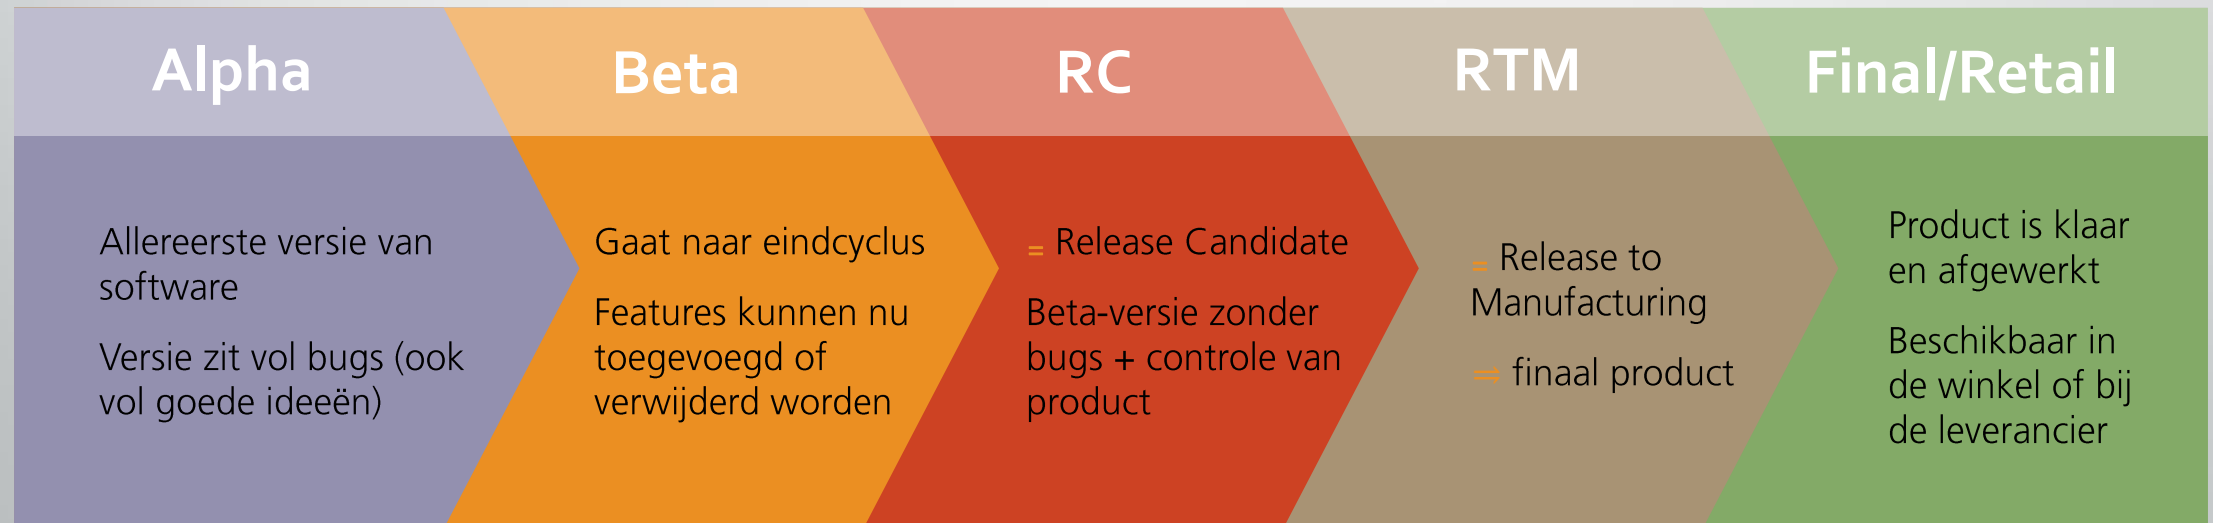 Alpha
Allereerste versie van
software
Versie zit vol bugs (ook
vol goede ideeën)
Beta
Gaat naar eindcyclus
Features kunnen nu
toegevoegd of
verwijderd worden
RC
= Release Candidate
Beta-versie zonder
bugs + controle van
product
RTM
= Release to
Manufacturing
⇒ finaal product
Final/Retail
Product is klaar
en afgewerkt
Beschikbaar in
de winkel of bij
de leverancier